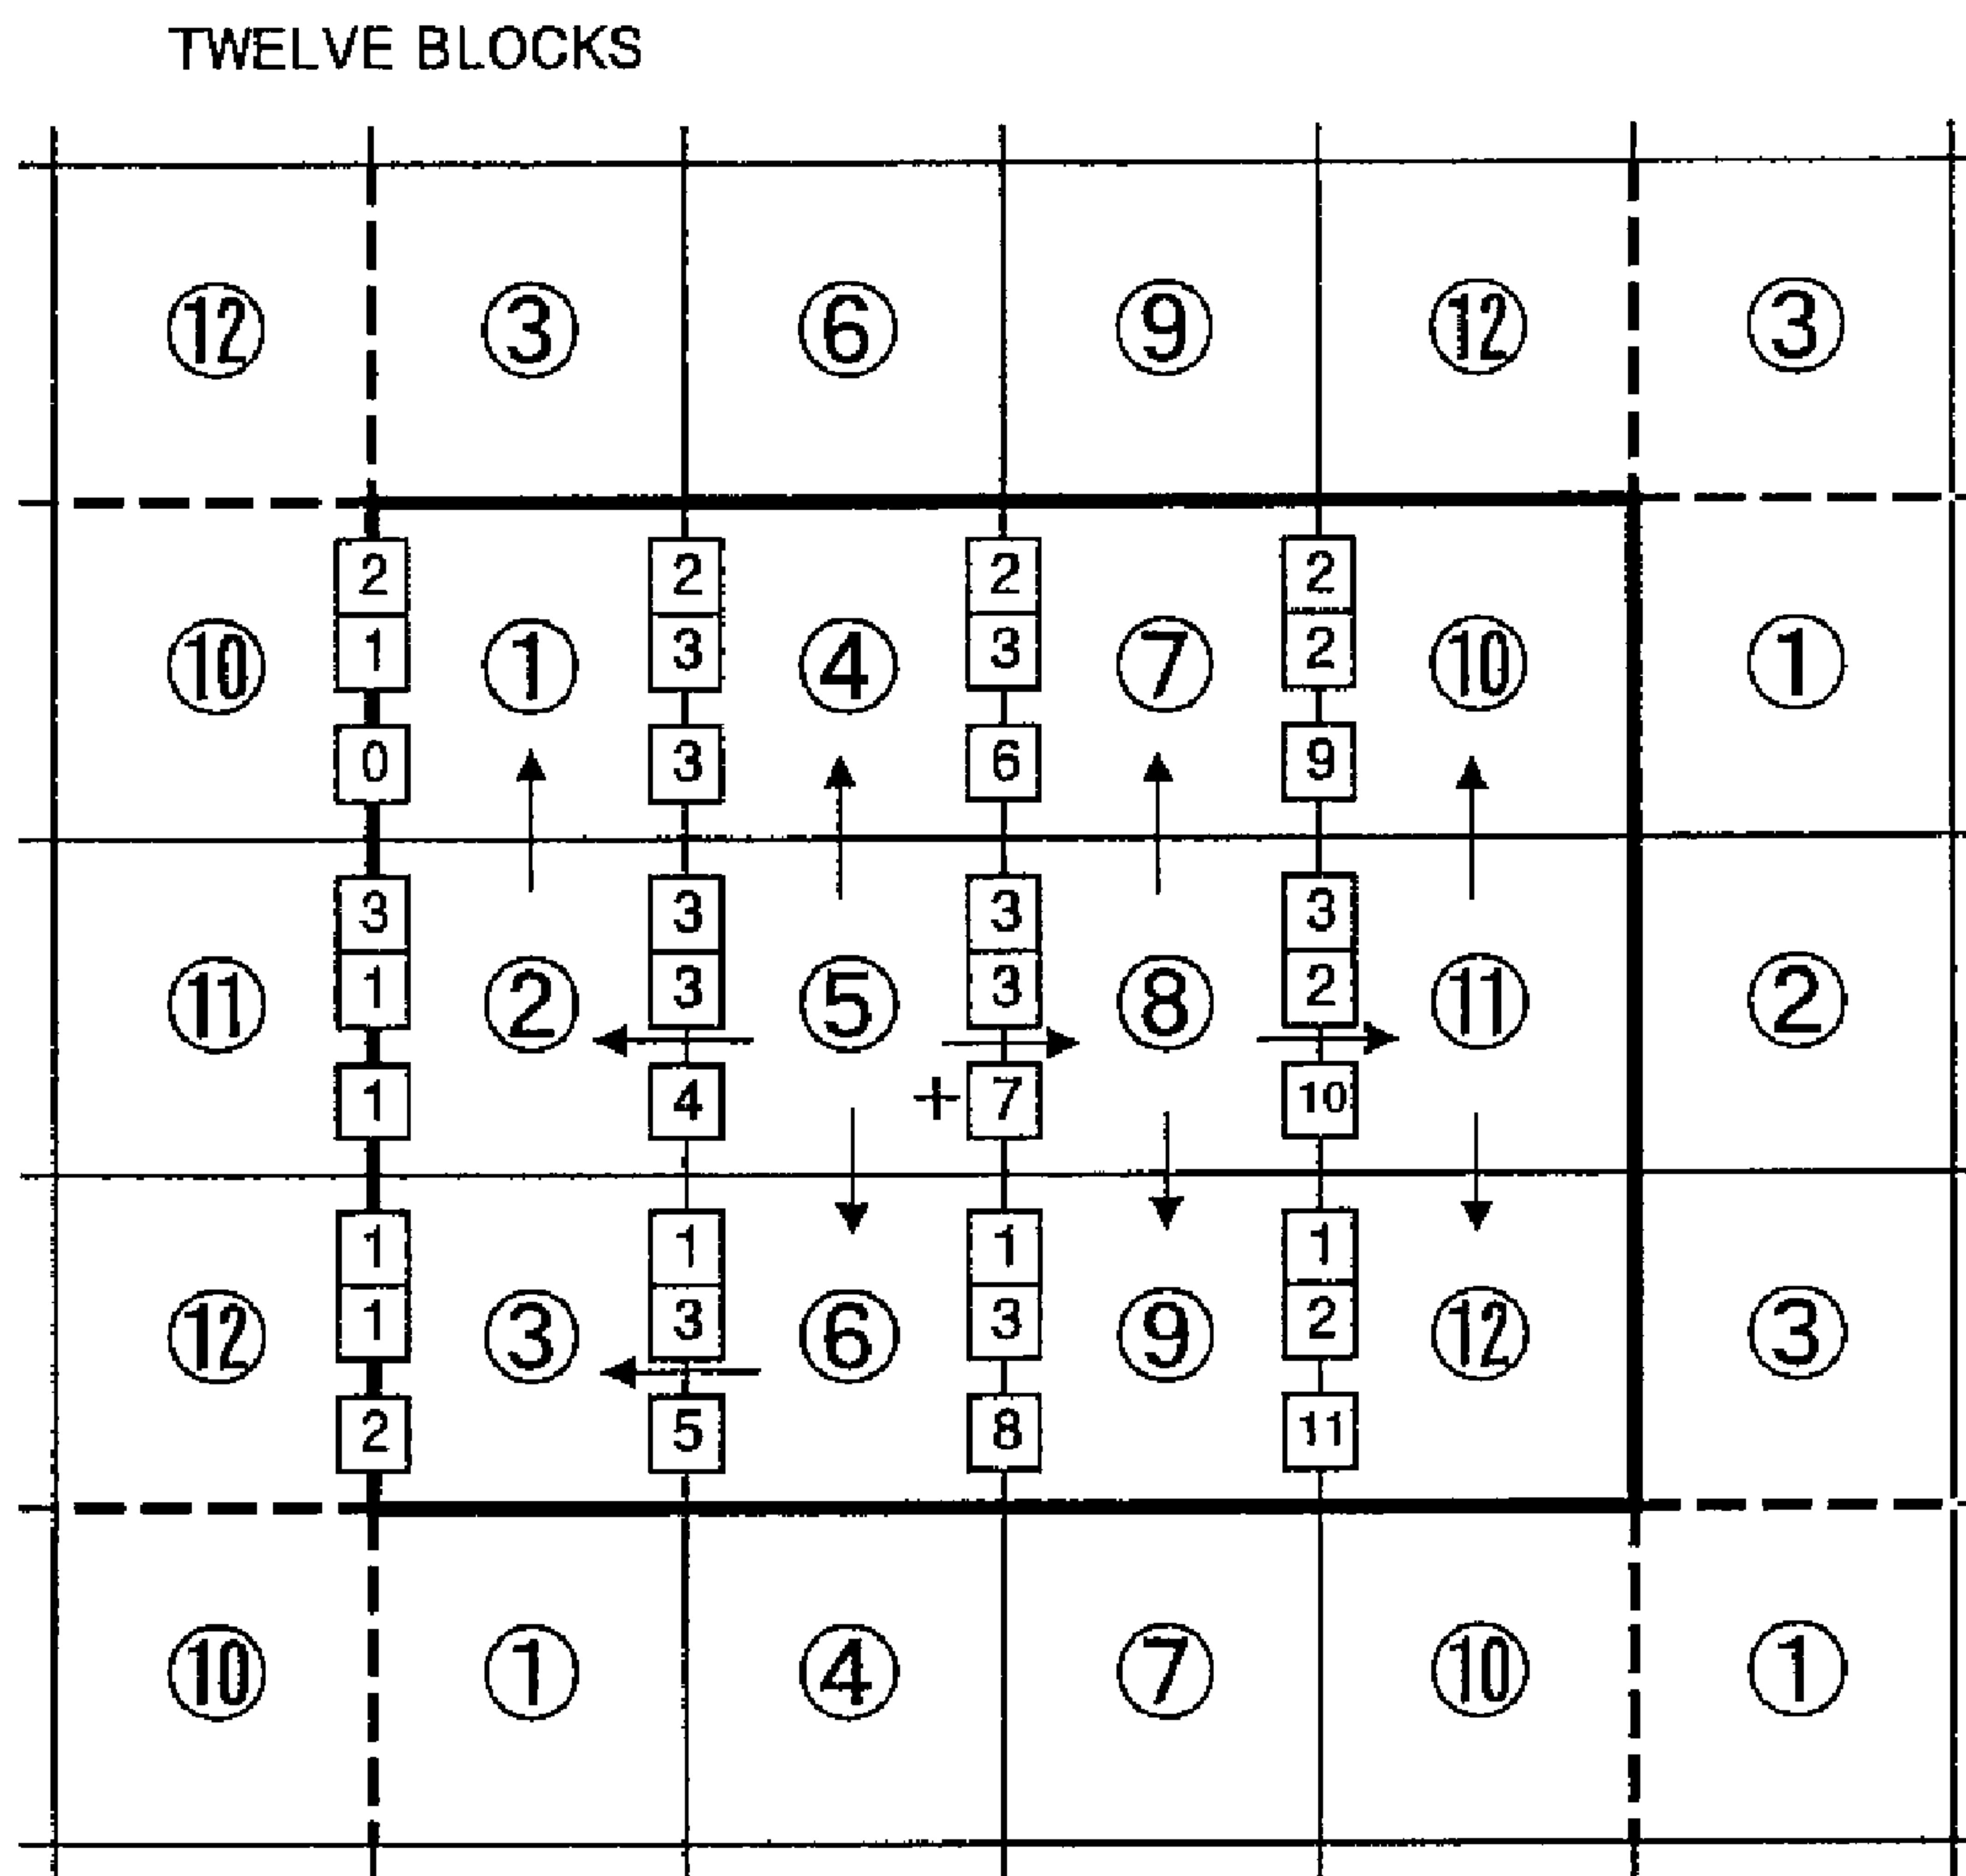 TWELVE BLOCKS
⑫ ③ ⑥ ⑨ ⑫ ③
2 2 2 2
⑩ 1 ① 3 ④ 3 ⑦ 2 ⑩ ①
0 3 6 9
3 3 3 3
⑪ 1 ② 3 ⑤ 3 ⑧ 2 ⑪ ②
1 4 + 7 10
1 1 1 1
⑫ 1 ③ 3 ⑥ 3 ⑨ 2 ⑫ ③
2 5 8 11
⑩ ① ④ ⑦ ⑩ ①